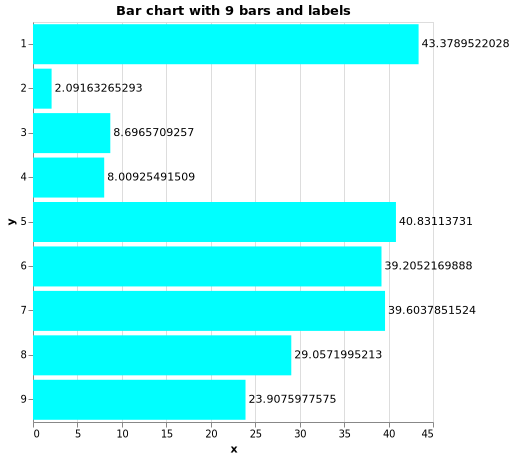 Bar chart with 9 bars and labels
1 43.3789522028
2 2.09163265293
3 8.6965709257
4 8.00925491509
y
5 40.83113731
6 39.2052169888
7 39.6037851524
8 29.0571995213
9 23.9075977575
0 5 10 15 20 25 30 35 40 45
x